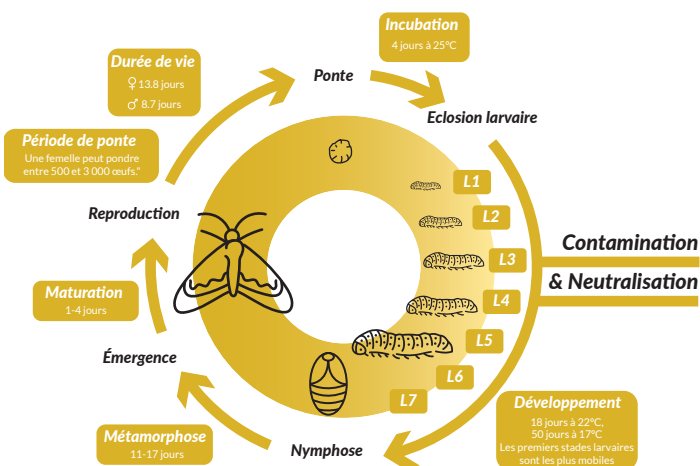 Incubation
4 jours à 25°C
Durée de vie
♀ 13.8 jours
♂ 8.7 jours
Ponte
Eclosion larvaire
Période de ponte
Une femelle peut pondre
entre 500 et 3 000 œufs."
L1
L2
Reproduction
Contamination
L3
& Neutralisation
Maturation
1-4 jours
L4
L5
Émergence
L6
L7
Développement
18 jours à 22°C,
50 jours à 17°C
Les premiers stades larvaires
sont les plus mobiles
Métamorphose
11-17 jours
Nymphose